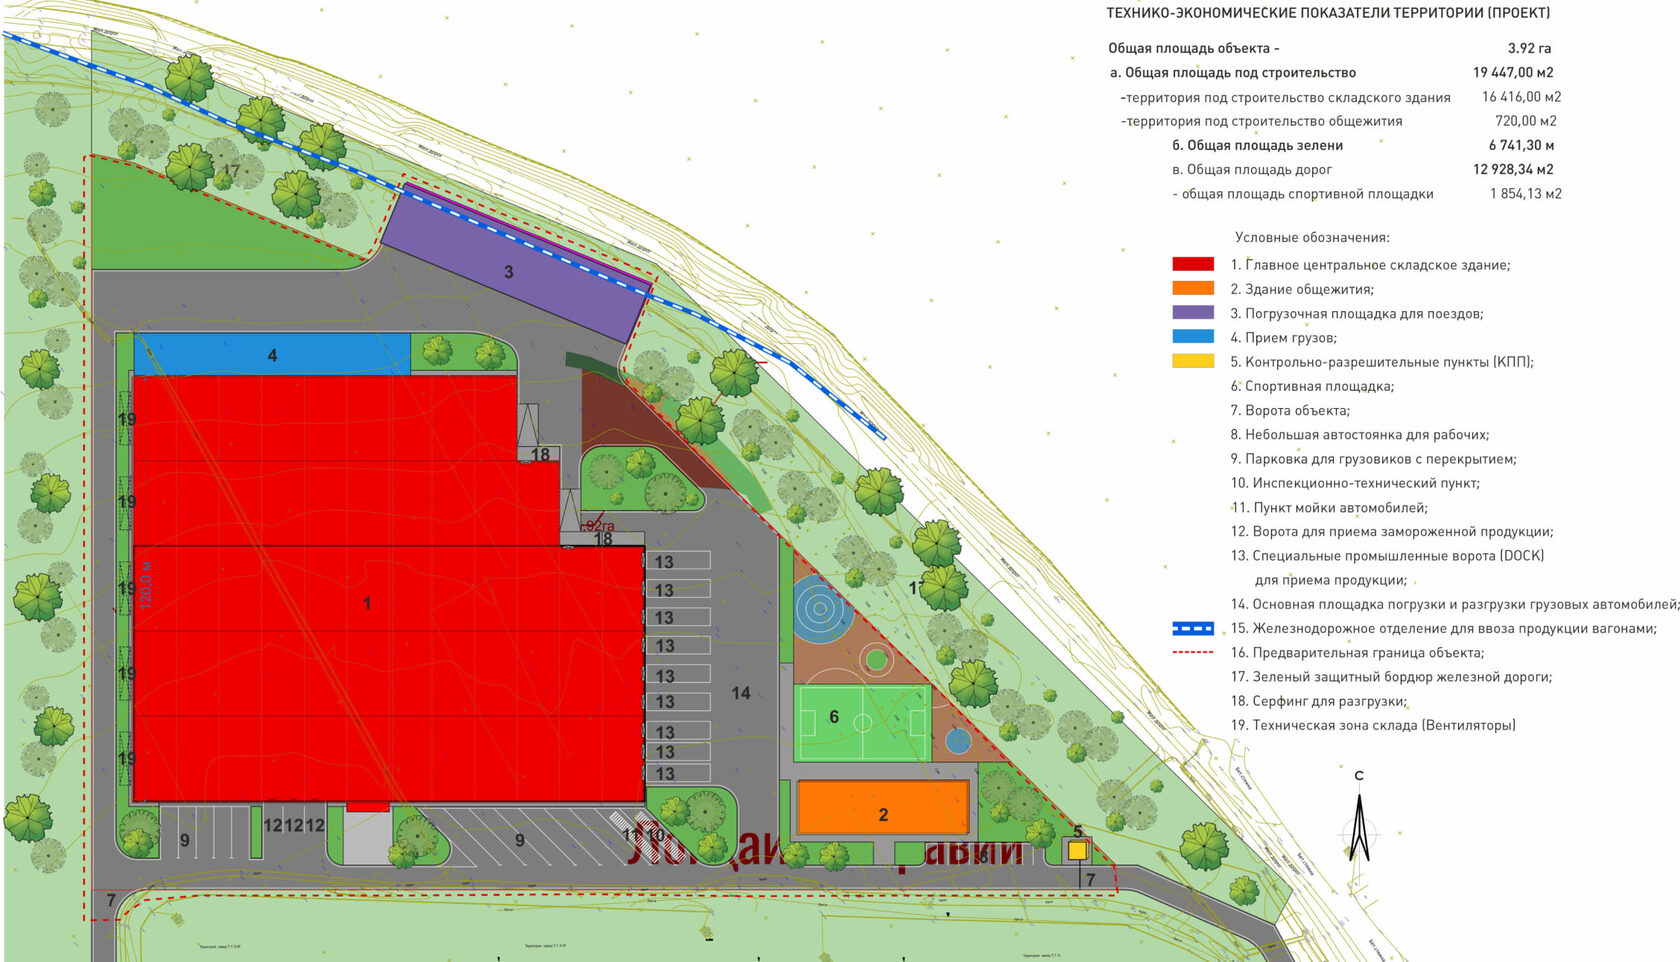 ТЕХНИКО-ЭКОНОМИЧЕСКИЕ ПОКАЗАТЕЛИ ТЕРРИТОРИИ (ПРОЕКТ)
Общая площадь объекта - 3.92 га
а. Общая площадь под строительство 19 447,00 м2
-территория под строительство складского здания 16 416,00 м2
-территория под строительство общежития 720,00 м2
б. Общая площадь зелени 6 741,30 м
в. Общая площадь дорог 12 928,34 м2
- общая площадь спортивной площадки 1 854,13 м2
Условные обозначения:
1. Главное центральное складское здание;
2. Здание общежития;
3. Погрузочная площадка для поездов;
4. Прием грузов;
5. Контрольно-разрешительные пункты (КПП);
6. Спортивная площадка;
7. Ворота объекта;
8. Небольшая автостоянка для рабочих;
9. Парковка для грузовиков с перекрытием;
10. Инспекционно-технический пункт;
11. Пункт мойки автомобилей;
12. Ворота для приема замороженной продукции;
13. Специальные промышленные ворота (DOCK)
для приема продукции;
14. Основная площадка погрузки и разгрузки грузовых автомобилей;
15. Железнодорожное отделение для ввоза продукции вагонами;
16. Предварительная граница объекта;
17. Зеленый защитный бордюр железной дороги;
18. Серфинг для разгрузки;
19. Техническая зона склада (Вентиляторы)
С
17
3
4
19
18
19
92га
18
13
19
120,0 м
1
13
13
13
19
13
14
13
6
13
19
13
13
2
9
12 12 12
9
11 10
5
8
7
7